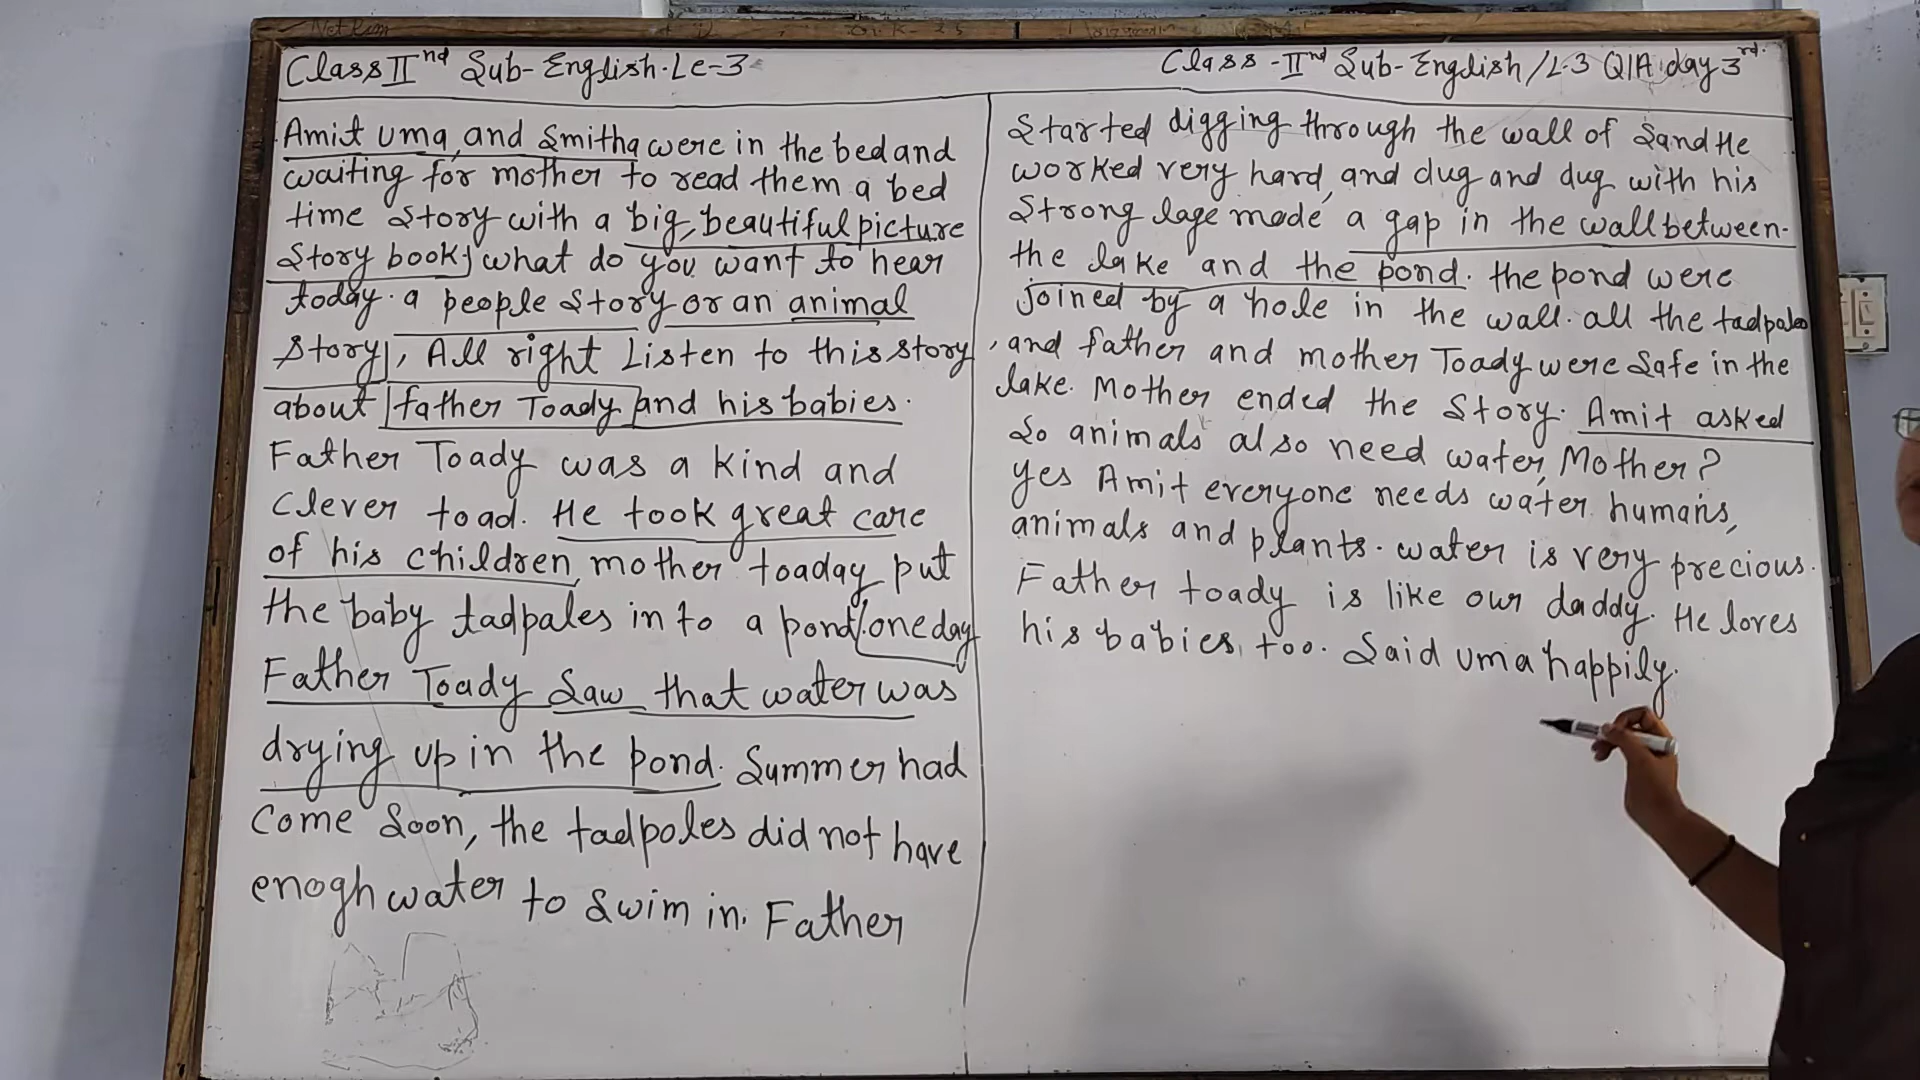 Class IInd Sub-English. Le-3
Amit uma, and Smitha were in the bed and
waiting for mother to read them a bed
time Story with a big, beautiful picture
Story book, what do you want to hear
today. a people Story or an animal
Story, All right Listen to this story
about father Toady and his babies.
Father Toady was a kind and
Clever toad. He took great care
of his children, mother toaday put
the baby tadpales in to a pond. one day
Father Toady Saw that water was
drying up in the pond. Summer had
Come Soon, the tadpoles did not have
enogh water to Swim in. Father
Class -IInd Sub-English/L.3 Q/A day 3rd.
Started digging through the wall of Sand He
worked very hard, and dug and dug with his
Strong lage made a gap in the wall between-
the lake and the pond. the pond were
joined by a hole in the wall. all the tadpales
, and father and mother Toady were Safe in the
lake. Mother ended the Story. Amit asked
So animals also need water, Mother?
yes Amit everyone needs water. humans,
animals and plants. water is very precious.
Father toady is like our daddy. He loves
his babies, too. Said uma happily.